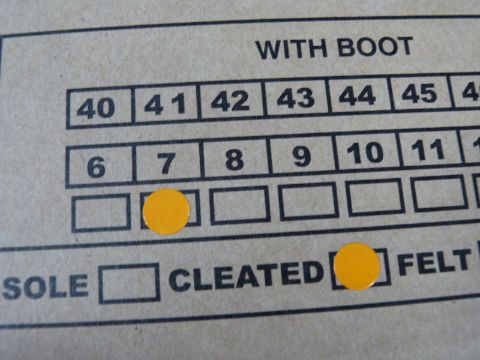 WITH BOOT
40 41 42 43 44 45
6 7 8 9 10 11
SOLE CLEATED FELT